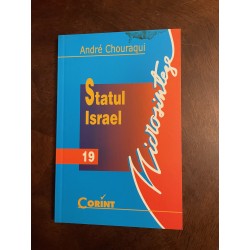 André Chouraqui
Statul
Israel
19
Microsinteze
CORINT